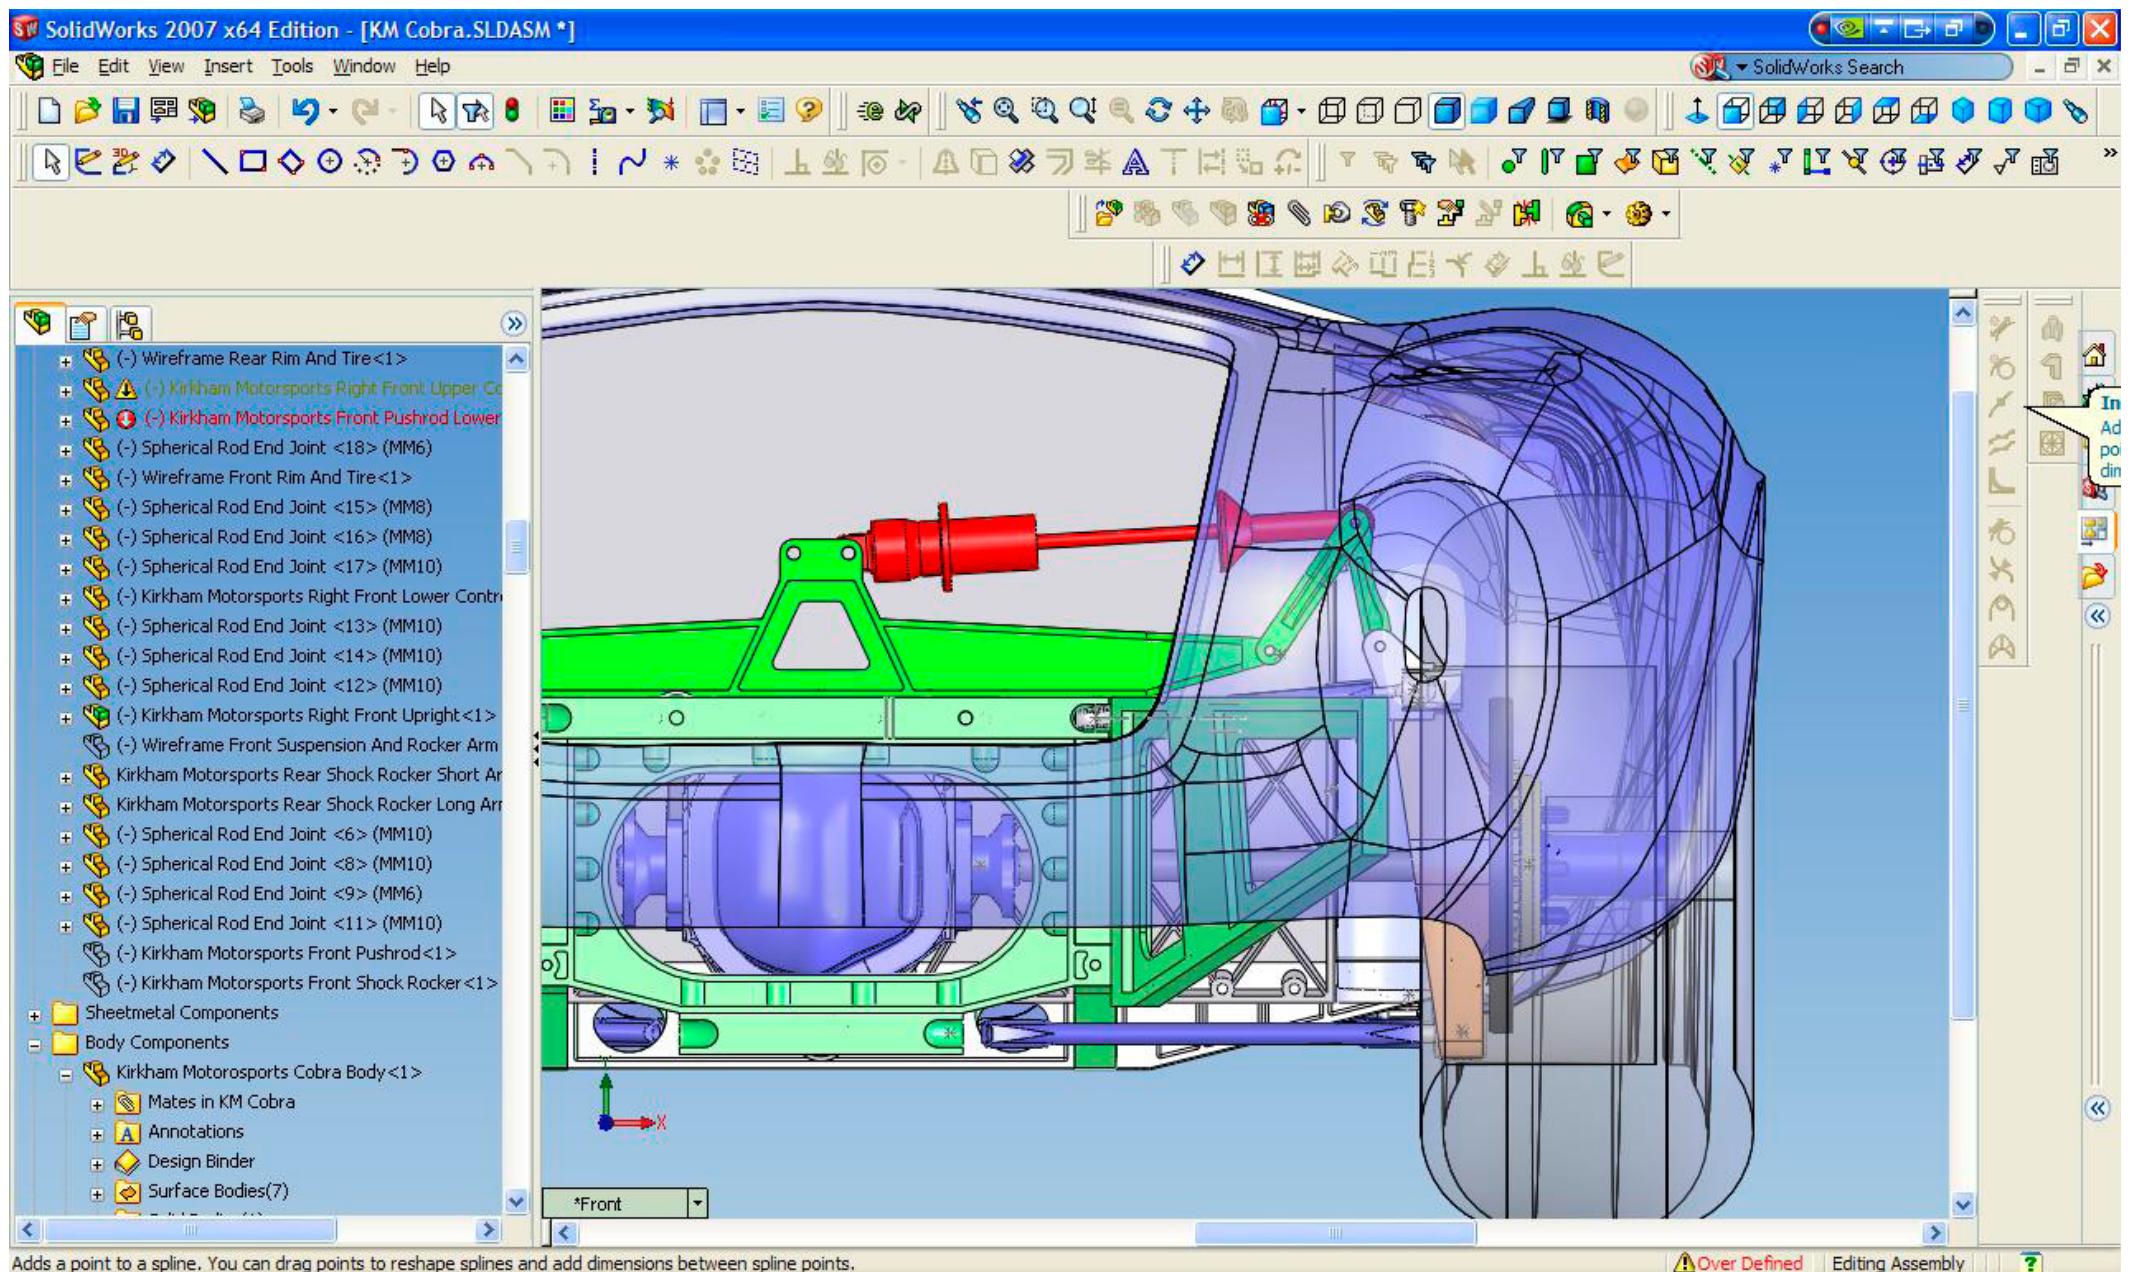 SolidWorks 2007 x64 Edition - [KM Cobra.SLDASM *]
File Edit View Insert Tools Window Help
SolidWorks Search
(-) Wireframe Rear Rim And Tire<1>
(-) Kirkham Motorsports Right Front Upper Co
(-) Kirkham Motorsports Front Pushrod Lower
(-) Spherical Rod End Joint <18> (MM6)
(-) Wireframe Front Rim And Tire<1>
(-) Spherical Rod End Joint <15> (MM8)
(-) Spherical Rod End Joint <16> (MM8)
(-) Spherical Rod End Joint <17> (MM10)
(-) Kirkham Motorsports Right Front Lower Contr
(-) Spherical Rod End Joint <13> (MM10)
(-) Spherical Rod End Joint <14> (MM10)
(-) Spherical Rod End Joint <12> (MM10)
(-) Kirkham Motorsports Right Front Upright<1>
(-) Wireframe Front Suspension And Rocker Arm
Kirkham Motorsports Rear Shock Rocker Short Ar
Kirkham Motorsports Rear Shock Rocker Long Arr
(-) Spherical Rod End Joint <6> (MM10)
(-) Spherical Rod End Joint <8> (MM10)
(-) Spherical Rod End Joint <9> (MM6)
(-) Spherical Rod End Joint <11> (MM10)
(-) Kirkham Motorsports Front Pushrod<1>
(-) Kirkham Motorsports Front Shock Rocker<1>
Sheetmetal Components
Body Components
Kirkham Motorosports Cobra Body<1>
Mates in KM Cobra
Annotations
Design Binder
Surface Bodies(7)
In
Ad
poi
dim
Y
X
*Front
Adds a point to a spline. You can drag points to reshape splines and add dimensions between spline points.
Over Defined
Editing Assembly